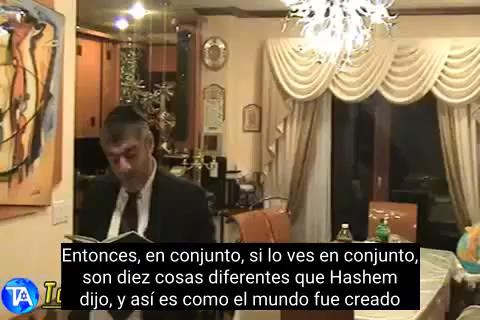 Entonces, en conjunto, si lo ves en conjunto,
son diez cosas diferentes que Hashem
dijo, y así es como el mundo fue creado
TA